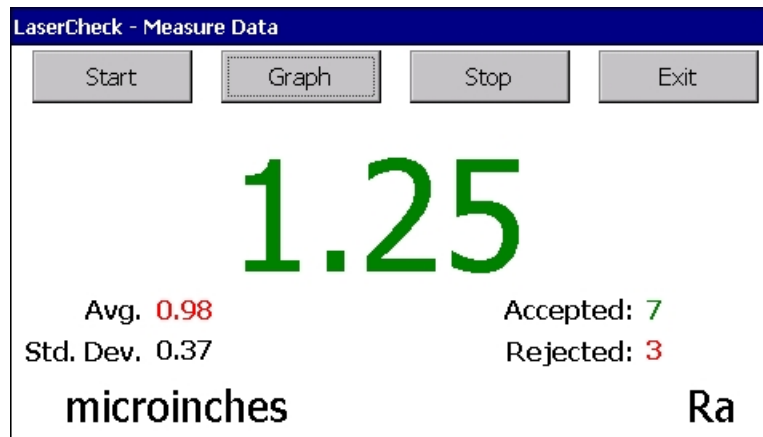 LaserCheck - Measure Data
Start Graph Stop Exit
1.25
Avg. 0.98 Accepted: 7
Std. Dev. 0.37 Rejected: 3
microinches Ra